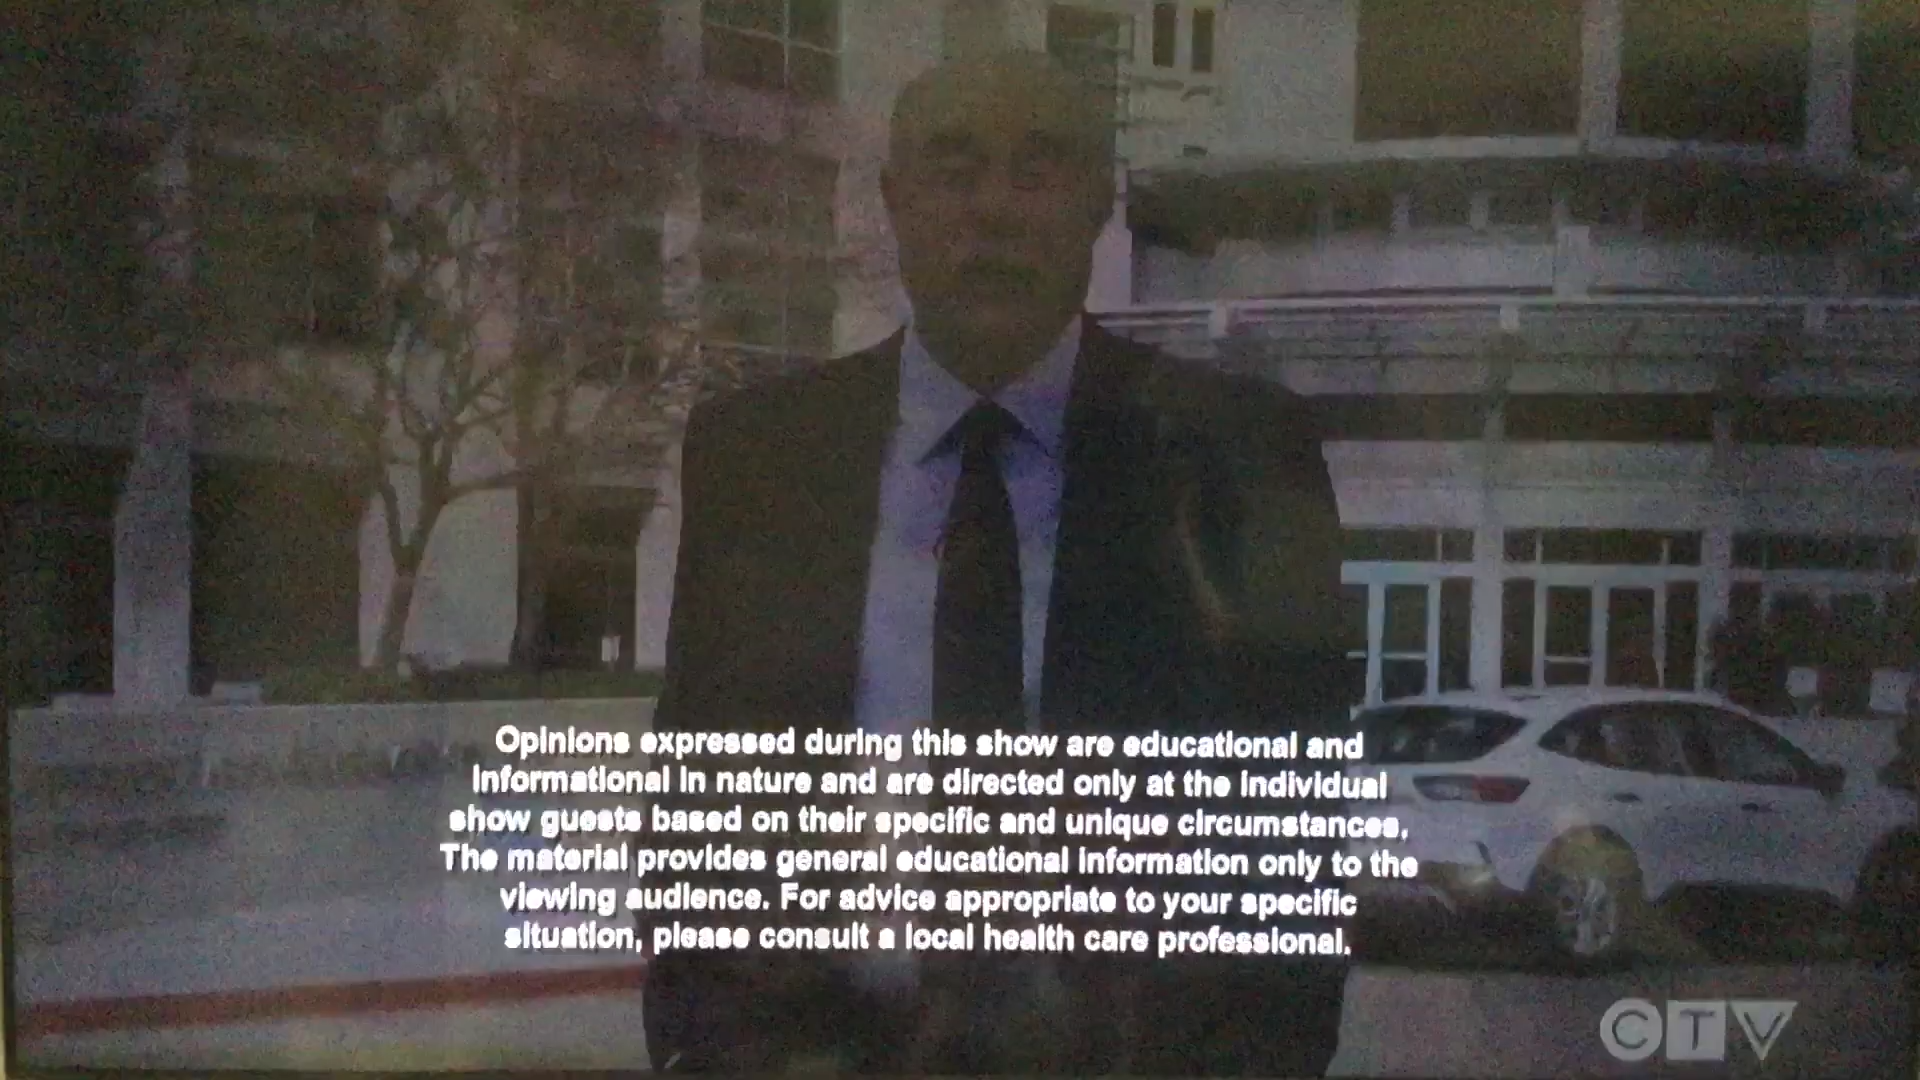 Opinions expressed during this show are educational and
informational in nature and are directed only at the individual
show guests based on their specific and unique circumstances.
The material provides general educational information only to the
viewing audience. For advice appropriate to your specific
situation, please consult a local health care professional.
CTV